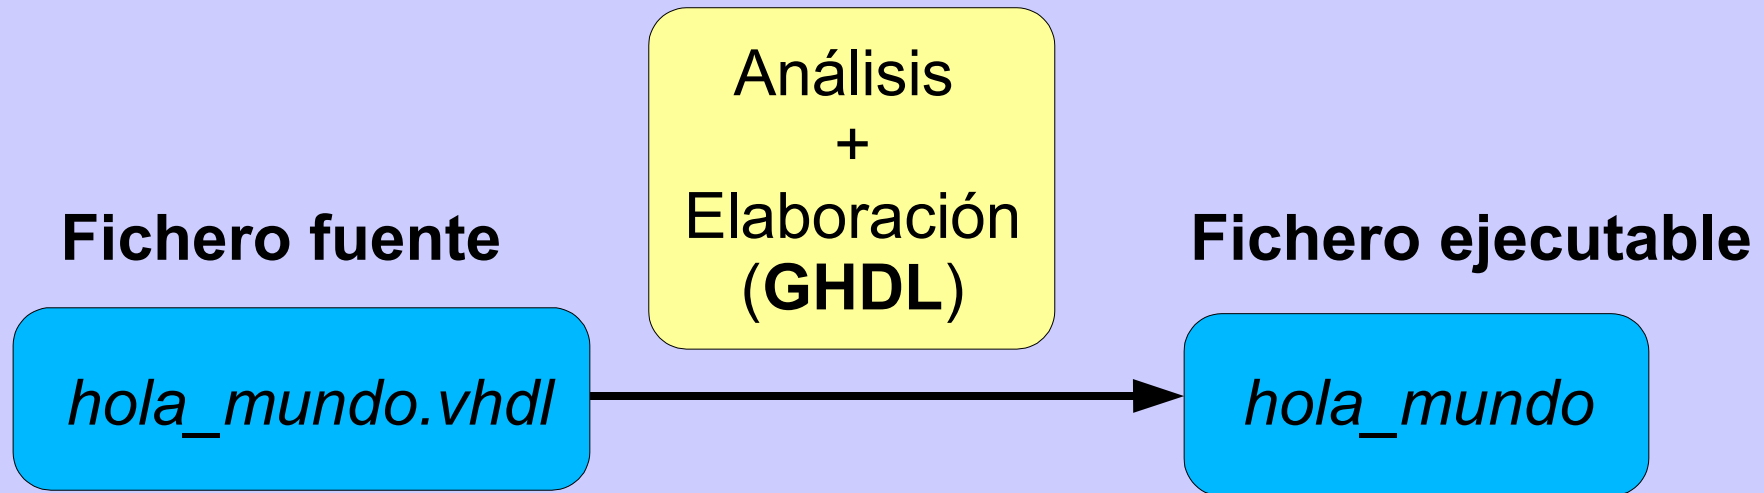 Análisis
+
Elaboración
(GHDL)
Fichero fuente
Fichero ejecutable
hola_mundo.vhdl
hola_mundo